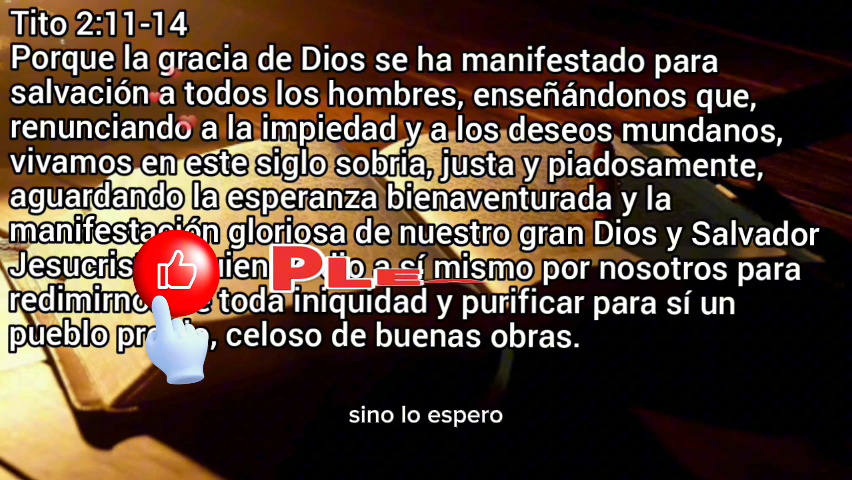 Tito 2:11-14
Porque la gracia de Dios se ha manifestado para
salvación a todos los hombres, enseñándonos que,
renunciando a la impiedad y a los deseos mundanos,
vivamos en este siglo sobria, justa y piadosamente,
aguardando la esperanza bienaventurada y la
manifestación gloriosa de nuestro gran Dios y Salvador
a sí mismo por nosotros para
toda iniquidad y purificar para sí un
pueblo celoso de buenas obras.
PLE
sino lo espero